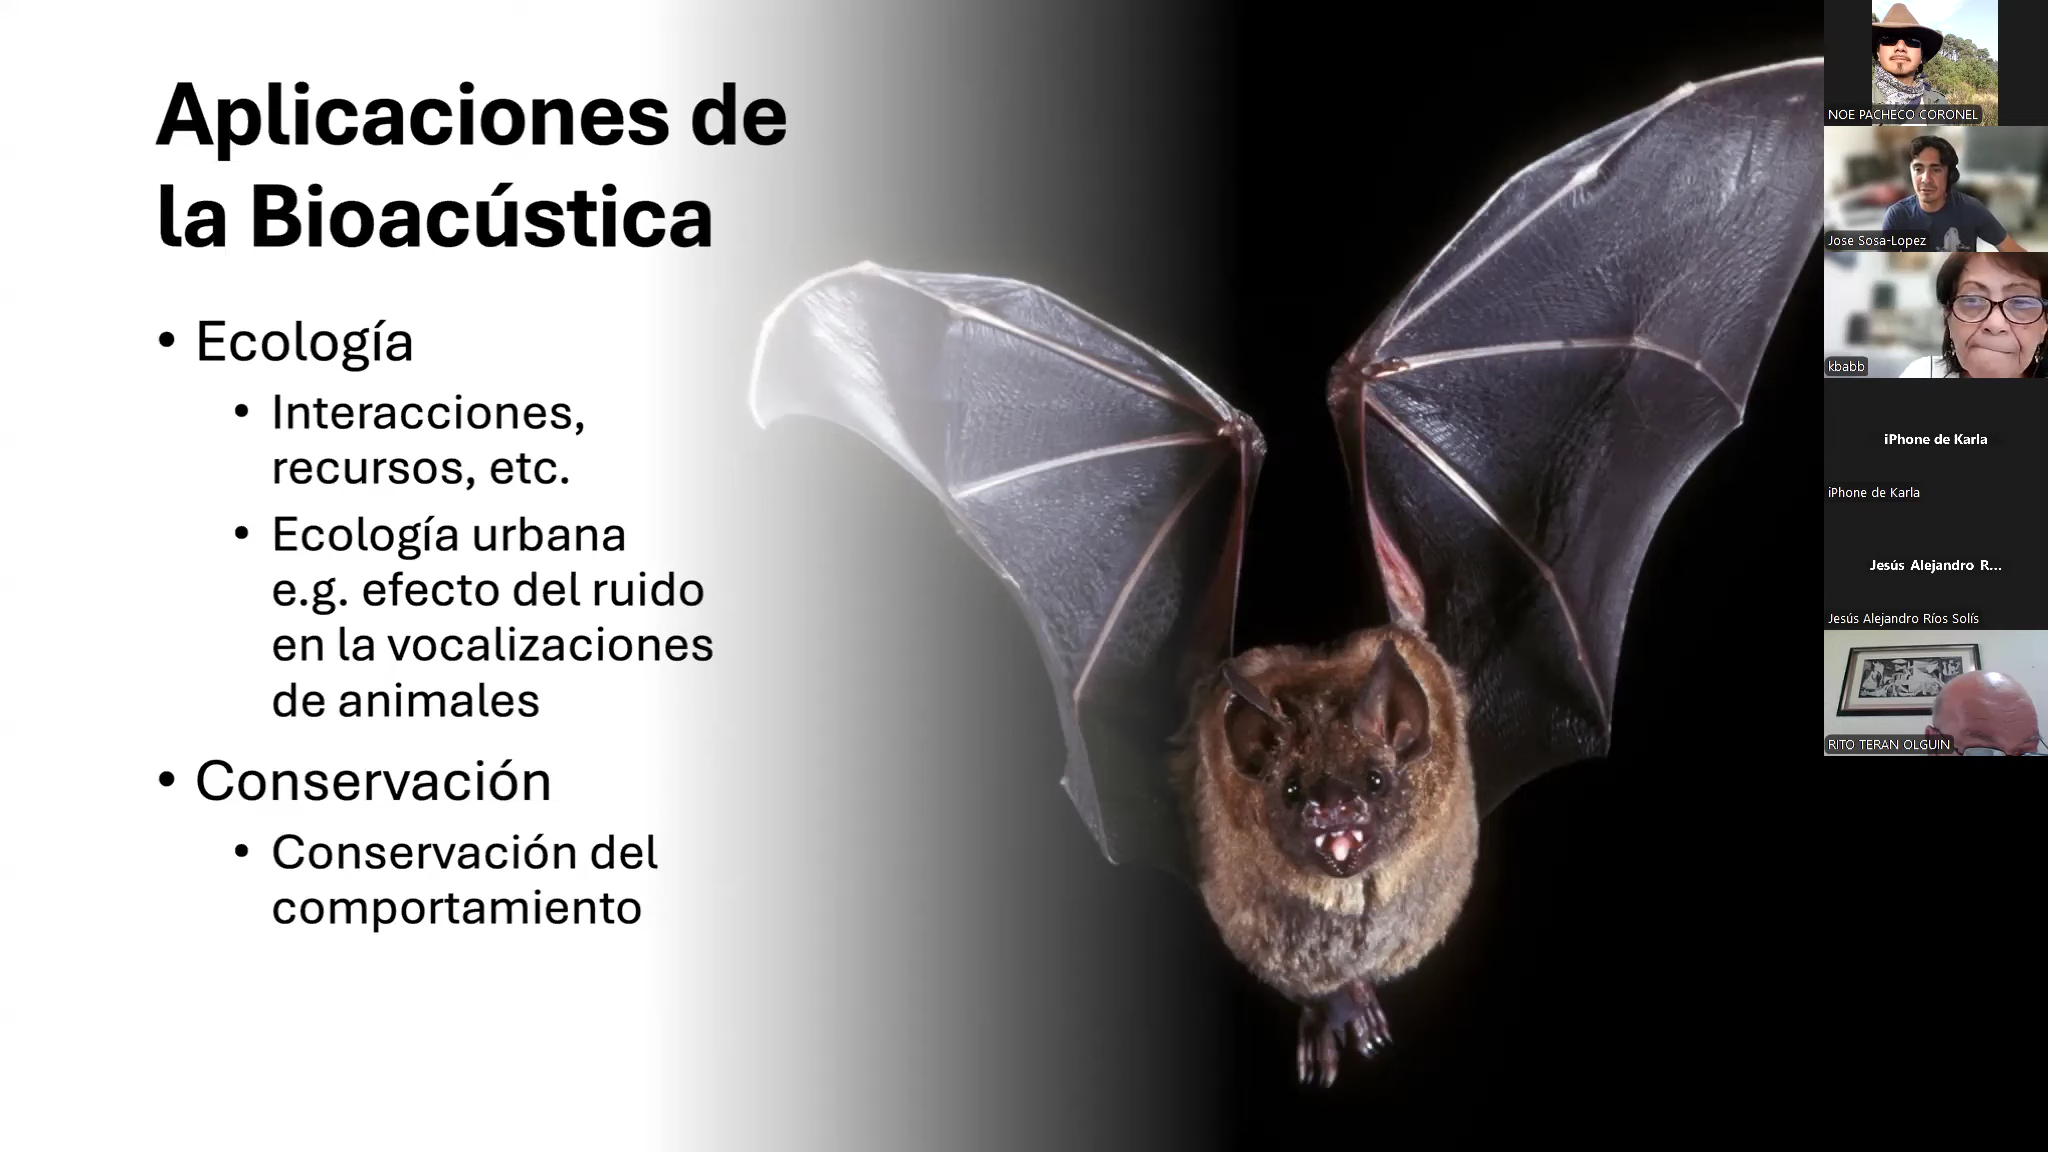 Aplicaciones de
la Bioacústica
• Ecología
• Interacciones,
recursos, etc.
• Ecología urbana
e.g. efecto del ruido
en la vocalizaciones
de animales
• Conservación
• Conservación del
comportamiento
NOE PACHECO CORONEL
Jose Sosa-Lopez
kbabb
iPhone de Karla
iPhone de Karla
Jesús Alejandro R...
Jesús Alejandro Ríos Solís
RITO TERAN OLGUIN